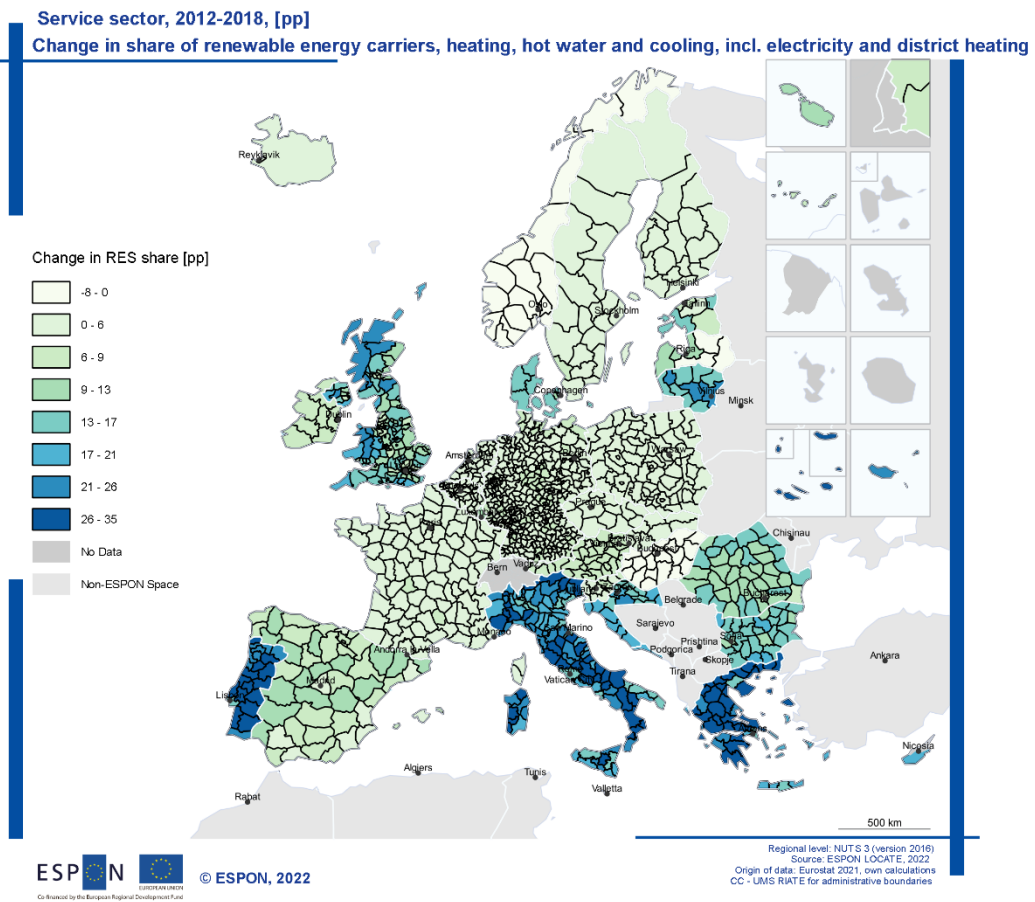 Service sector, 2012-2018, [pp]
Change in share of renewable energy carriers, heating, hot water and cooling, incl. electricity and district heating
Reykjavik
Change in RES share [pp]
-8 - 0
0 - 6
6 - 9
9 - 13
13 - 17
17 - 21
21 - 26
26 - 35
No Data
Non-ESPON Space
Oslo
Helsinki
Stockholm
Riga
Copenhagen
Vilnius
Minsk
Dublin
Amsterdam
Berlin
Warsaw
Paris
Prague
Bratislava
Budapest
Chisinau
Bern
Vaduz
Belgrade
Bucharest
Monaco
San Marino
Sarajevo
Prishtina
Sofia
Andorra la Vella
Podgorica
Skopje
Madrid
Vatican City
Tirana
Ankara
Lisbon
Athens
Nicosia
Algiers
Tunis
Valletta
Rabat
500 km
Regional level: NUTS 3 (version 2016)
Source: ESPON LOCATE, 2022
Origin of data: Eurostat 2021, own calculations
CC - UMS RIATE for administrative boundaries
ESPON
EUROPEAN UNION
Co-financed by the European Regional Development Fund
© ESPON, 2022